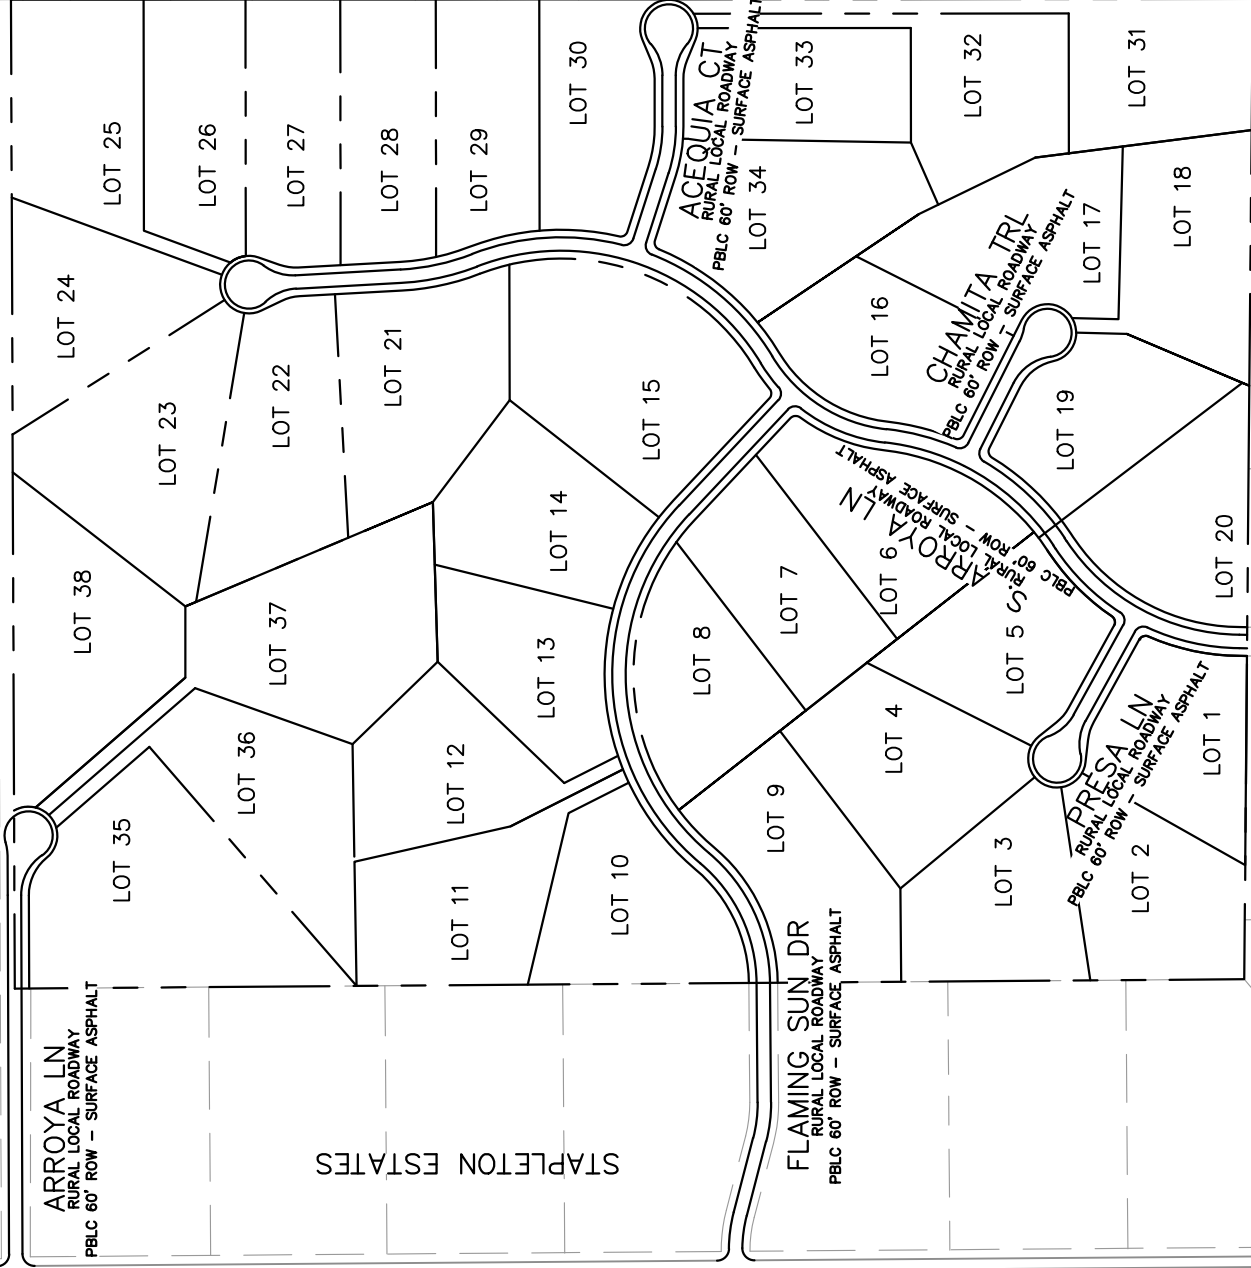 LOT 25
LOT 26
LOT 27
LOT 28
LOT 29
LOT 30
ACEQUIA CT
RURAL LOCAL ROADWAY
PBLC 60' ROW – SURFACE ASPHALT
LOT 33
LOT 32
LOT 31
LOT 34
LOT 24
LOT 23
LOT 22
LOT 21
LOT 15
LOT 16
CHAMITA TRL
RURAL LOCAL ROADWAY
PBLC 60' ROW – SURFACE ASPHALT
LOT 17
LOT 18
LOT 19
LOT 20
S. ARROYA LN
RURAL LOCAL ROADWAY
PBLC 60' ROW – SURFACE ASPHALT
LOT 14
LOT 38
LOT 37
LOT 13
LOT 8
LOT 7
LOT 6
LOT 5
LOT 36
LOT 12
LOT 4
PRESA LN
RURAL LOCAL ROADWAY
PBLC 60' ROW – SURFACE ASPHALT
LOT 1
LOT 35
LOT 11
LOT 10
LOT 9
LOT 3
LOT 2
ARROYA LN
RURAL LOCAL ROADWAY
PBLC 60' ROW – SURFACE ASPHALT
STAPLETON ESTATES
FLAMING SUN DR
RURAL LOCAL ROADWAY
PBLC 60' ROW – SURFACE ASPHALT